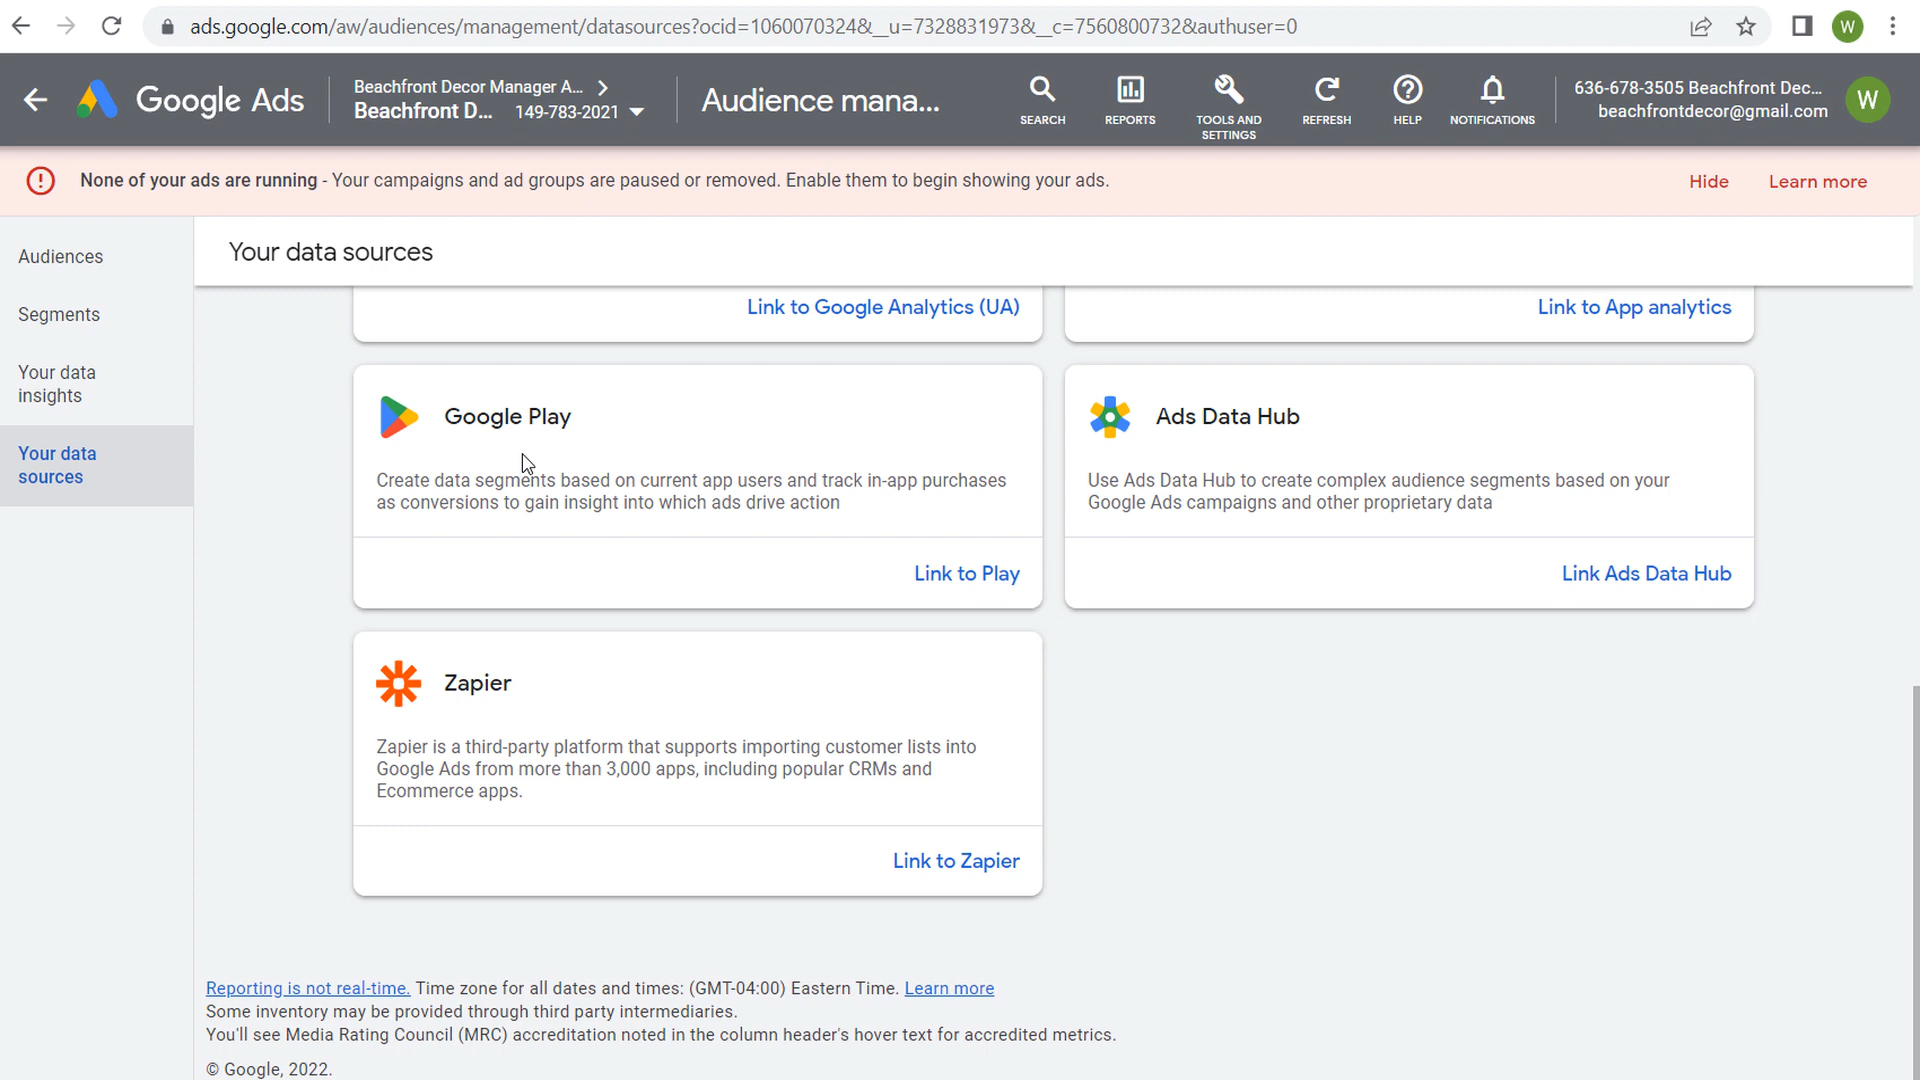 ads.google.com/aw/audiences/management/datasources?ocid=1060070324&__u=7328831973&__c=7560800732&authuser=0
W
Google Ads
Beachfront Decor Manager A...
Beachfront D... 149-783-2021
Audience mana...
SEARCH
REPORTS
TOOLS AND
SETTINGS
REFRESH
HELP
NOTIFICATIONS
636-678-3505 Beachfront Dec...
beachfrontdecor@gmail.com
W
None of your ads are running - Your campaigns and ad groups are paused or removed. Enable them to begin showing your ads.
Hide
Learn more
Audiences
Segments
Your data
insights
Your data
sources
Your data sources
Link to Google Analytics (UA)
Link to App analytics
Google Play
Create data segments based on current app users and track in-app purchases
as conversions to gain insight into which ads drive action
Link to Play
Ads Data Hub
Use Ads Data Hub to create complex audience segments based on your
Google Ads campaigns and other proprietary data
Link Ads Data Hub
Zapier
Zapier is a third-party platform that supports importing customer lists into
Google Ads from more than 3,000 apps, including popular CRMs and
Ecommerce apps.
Link to Zapier
Reporting is not real-time. Time zone for all dates and times: (GMT-04:00) Eastern Time. Learn more
Some inventory may be provided through third party intermediaries.
You'll see Media Rating Council (MRC) accreditation noted in the column header's hover text for accredited metrics.
© Google, 2022.